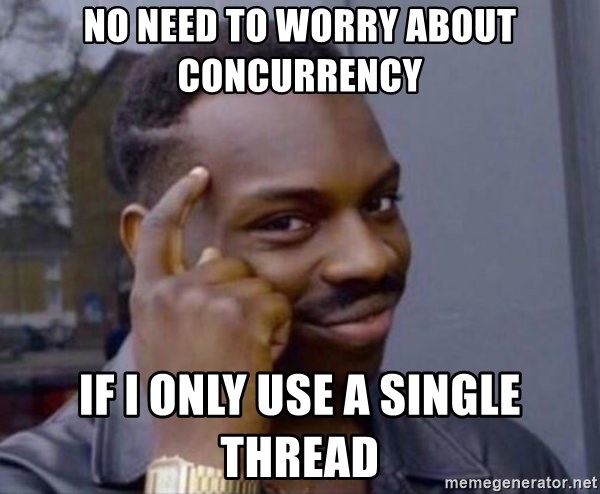 NO NEED TO WORRY ABOUT
CONCURRENCY
IF I ONLY USE A SINGLE
THREAD
memegenerator.net